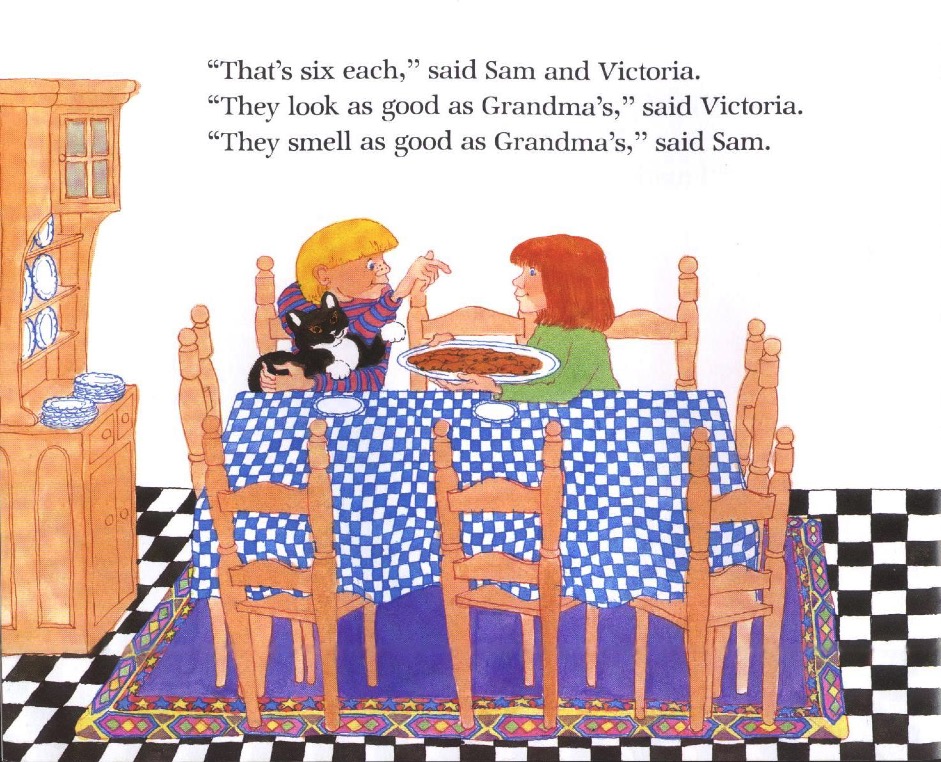 “That’s six each,” said Sam and Victoria.
“They look as good as Grandma’s,” said Victoria.
“They smell as good as Grandma’s,” said Sam.